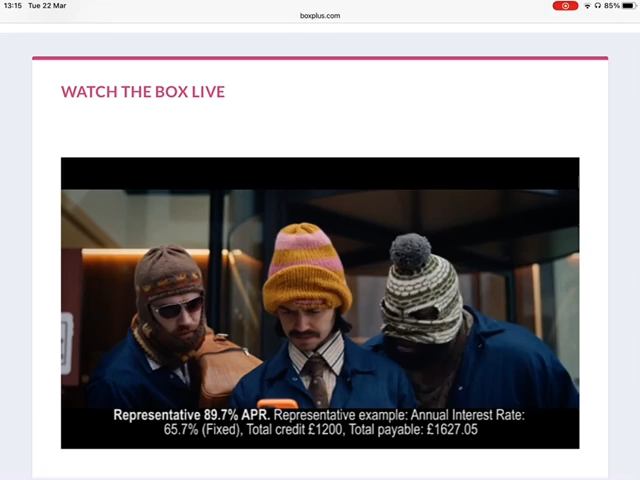 13:15 Tue 22 Mar 85%
boxplus.com
WATCH THE BOX LIVE
Representative 89.7% APR. Representative example: Annual Interest Rate:
65.7% (Fixed), Total credit £1200, Total payable: £1627.05